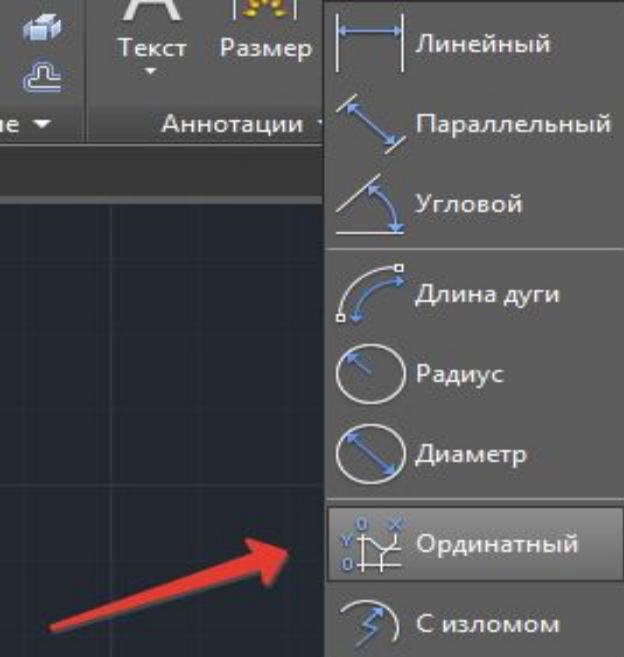 Текст
Размер
Аннотации
Линейный
Параллельный
Угловой
Длина дуги
Радиус
Диаметр
Ординатный
С изломом